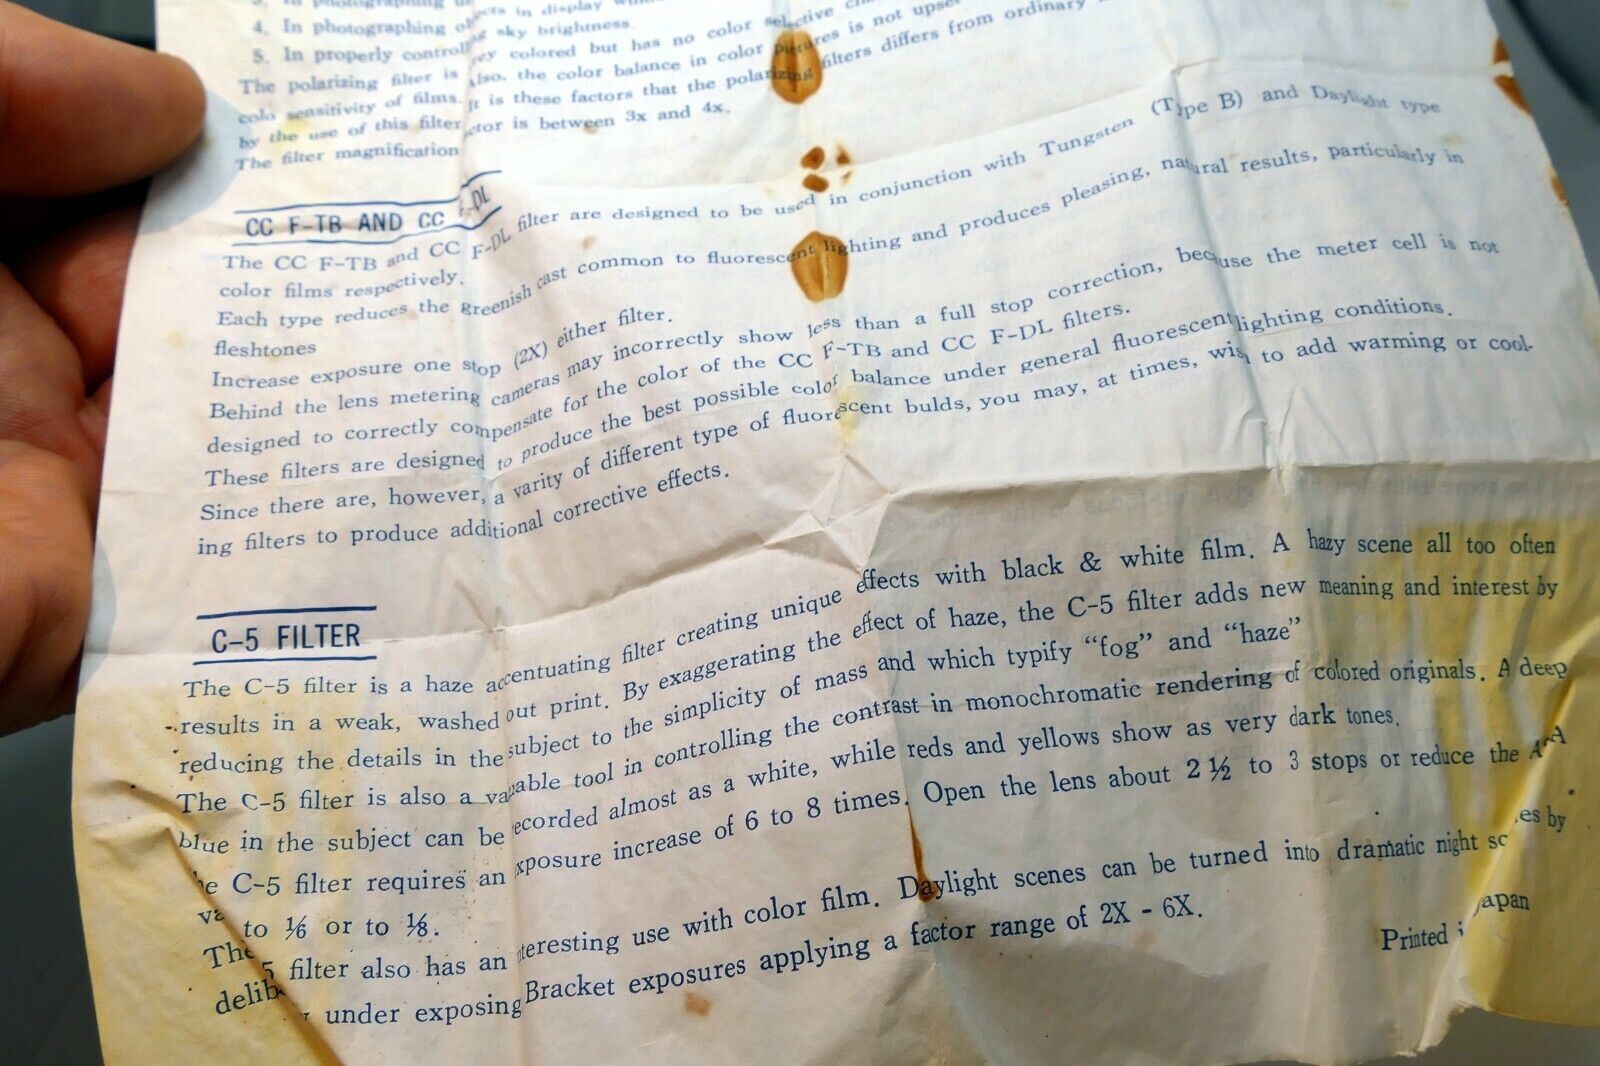 4. In photographing
sky brightness.
5. In properly
colored but has no color
The polarizing filter is
the color balance in color pictures is not
sensitivity of films. It is these factors that the polarizing filters differs from ordinary
by the use of this filter
The filter magnification is between 3x and 4x.
CC F-TB AND CC F-DL
The CC F-TB and CC F-DL filter are designed to be used in conjunction with Tungsten (Type B) and Daylight type
color films respectively.
Each type reduces the greenish cast common to fluorescent lighting and produces pleasing, natural results, particularly in
fleshtones
Increase exposure one stop (2X) either filter.
Behind the lens metering cameras may incorrectly show less than a full stop correction, because the meter cell is not
designed to correctly compensate for the color of the CC F-TB and CC F-DL filters.
These filters are designed to produce the best possible color balance under general fluorescent lighting conditions.
Since there are, however, a varity of different type of fluorescent bulds, you may, at times, wish to add warming or cool-
ing filters to produce additional corrective effects.
C-5 FILTER
The C-5 filter is a haze accentuating filter creating unique effects with black & white film. A hazy scene all too often
results in a weak, washed out print. By exaggerating the effect of haze, the C-5 filter adds new meaning and interest by
reducing the details in the subject to the simplicity of mass and which typify “fog” and “haze”
The C-5 filter is also a valuable tool in controlling the contrast in monochromatic rendering of colored originals. A deep
blue in the subject can be recorded almost as a white, while reds and yellows show as very dark tones.
The C-5 filter requires an exposure increase of 6 to 8 times. Open the lens about 2 ½ to 3 stops or reduce the
to ⅙ or to ⅛.
The filter also has an interesting use with color film. Daylight scenes can be turned into dramatic night by
under exposing Bracket exposures applying a factor range of 2X - 6X.
Printed Japan